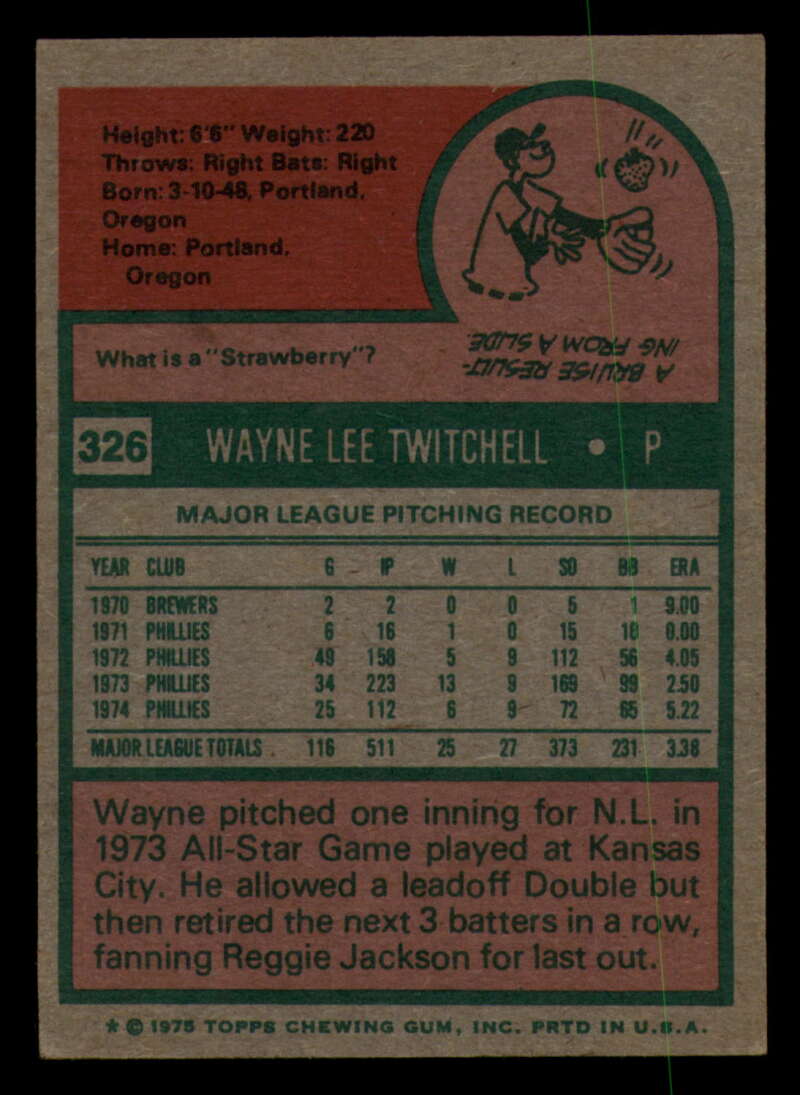 Height: 6'6" Weight: 220
Throws: Right Bats: Right
Born: 3-10-48, Portland,
Oregon
Home: Portland,
Oregon
What is a "Strawberry"?
A BRUISE RESULT-
ING FROM A SLIDE.
326 WAYNE LEE TWITCHELL • P
MAJOR LEAGUE PITCHING RECORD
YEAR CLUB G IP W L SO BB ERA
1970 BREWERS 2 2 0 0 5 1 9.00
1971 PHILLIES 6 16 1 0 15 10 0.00
1972 PHILLIES 49 158 5 9 112 56 4.05
1973 PHILLIES 34 223 13 9 169 99 2.50
1974 PHILLIES 25 112 6 9 72 65 5.22
MAJOR LEAGUE TOTALS 116 511 25 27 373 231 3.38
Wayne pitched one inning for N.L. in
1973 All-Star Game played at Kansas
City. He allowed a leadoff Double but
then retired the next 3 batters in a row,
fanning Reggie Jackson for last out.
* © 1975 TOPPS CHEWING GUM, INC. PRTD IN U.S.A.